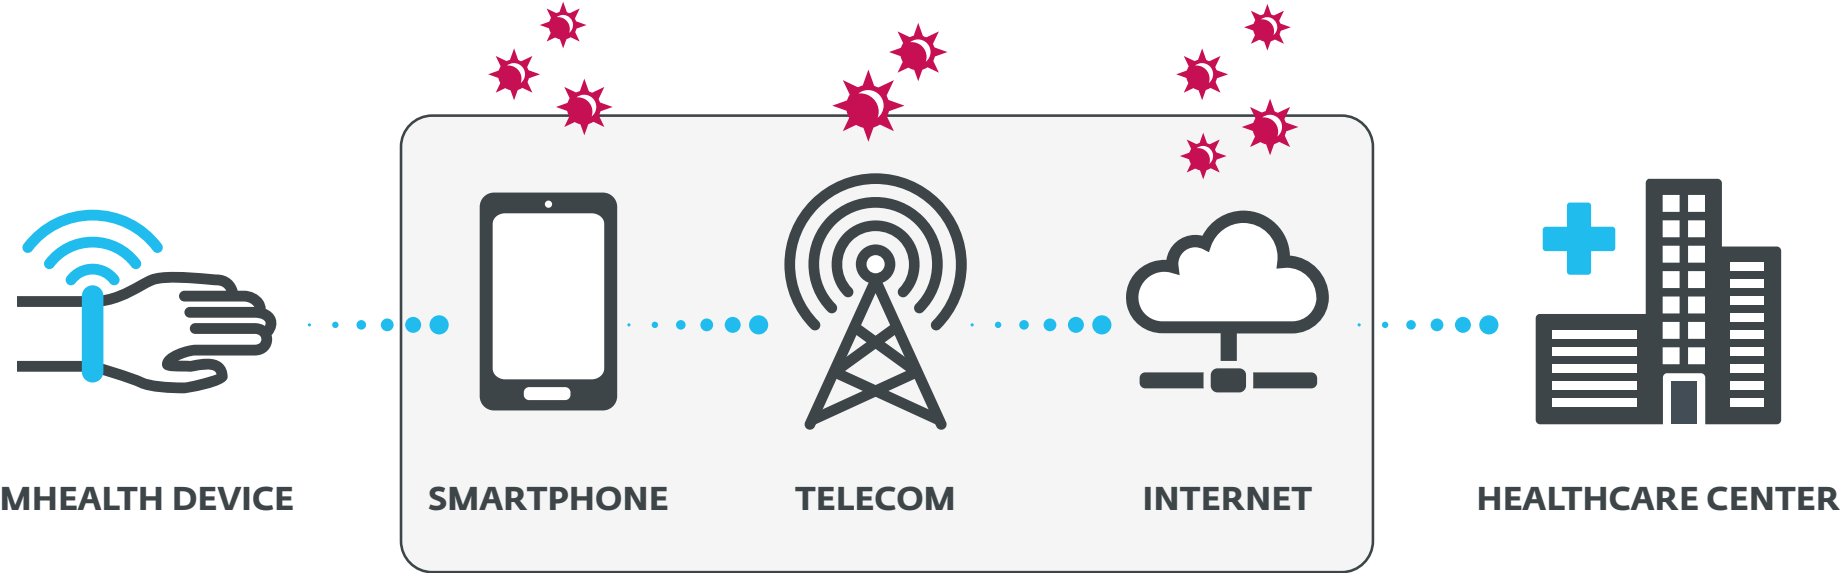 MHEALTH DEVICE
SMARTPHONE
TELECOM
INTERNET
HEALTHCARE CENTER